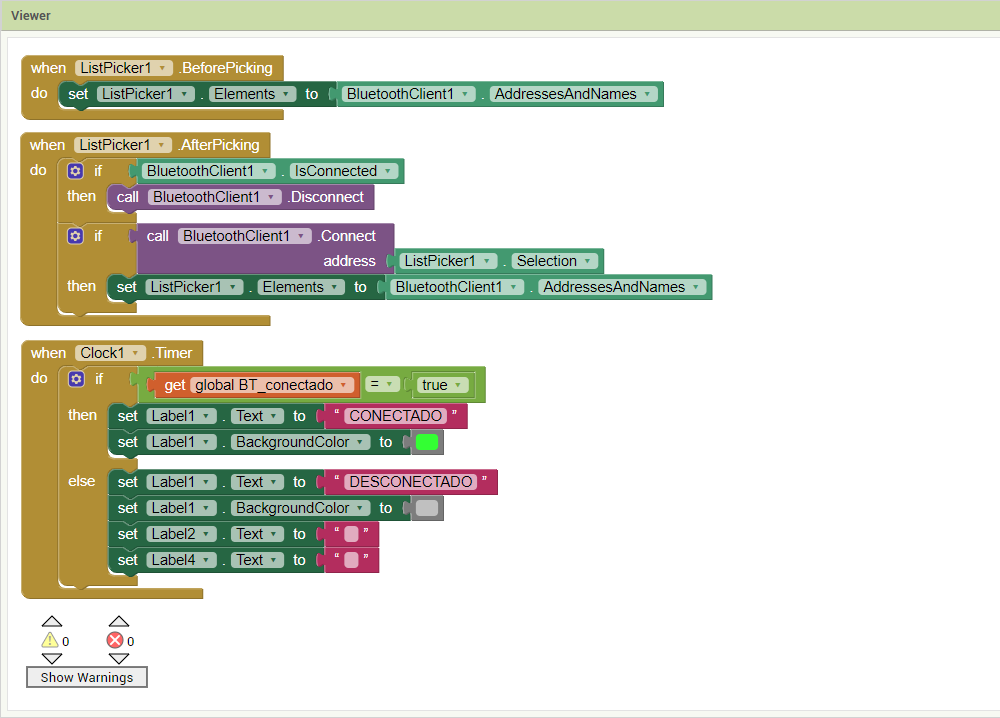 Viewer
when ListPicker1 .BeforePicking
do set ListPicker1 . Elements to BluetoothClient1 . AddressesAndNames
when ListPicker1 .AfterPicking
do if BluetoothClient1 . IsConnected
then call BluetoothClient1 .Disconnect
if call BluetoothClient1 .Connect
address ListPicker1 . Selection
then set ListPicker1 . Elements to BluetoothClient1 . AddressesAndNames
when Clock1 .Timer
do if get global BT_conectado = true
then set Label1 . Text to “ CONECTADO ”
set Label1 . BackgroundColor to
else set Label1 . Text to “ DESCONECTADO ”
set Label1 . BackgroundColor to
set Label2 . Text to “ ”
set Label4 . Text to “ ”
0 0
Show Warnings